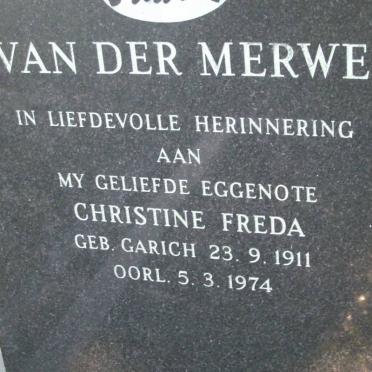 VAN DER MERWE
IN LIEFDEVOLLE HERINNERING
AAN
MY GELIEFDE EGGENOTE
CHRISTINE FREDA
GEB. GARICH 23. 9. 1911
OORL. 5. 3. 1974